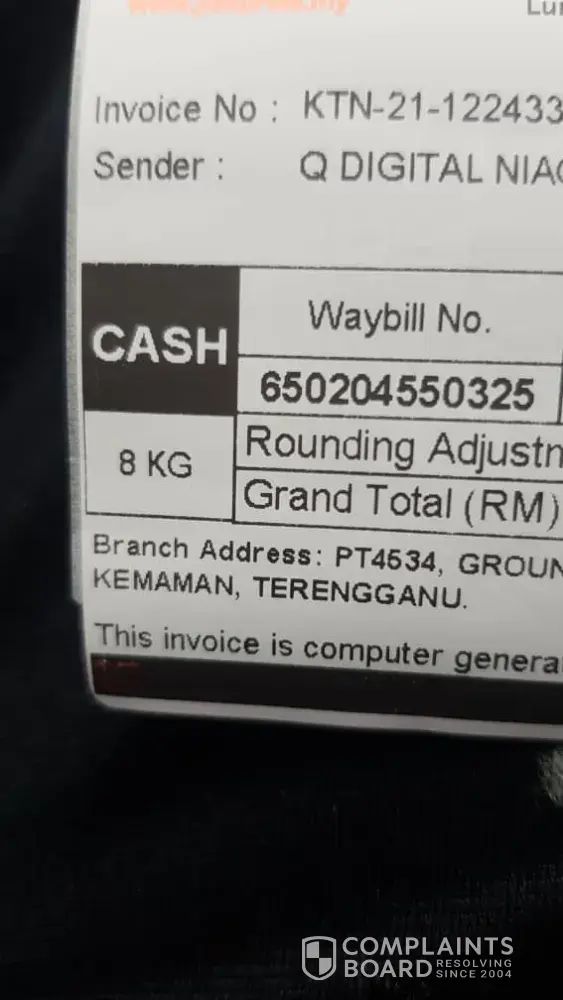 Invoice No : KTN-21-122433
Sender : Q DIGITAL NIA
CASH
Waybill No.
650204550325
8 KG
Rounding Adjustm
Grand Total (RM)
Branch Address: PT4534, GROUN
KEMAMAN, TERENGGANU.
This invoice is computer genera
COMPLAINTS
BOARD RESOLVING
SINCE 2004